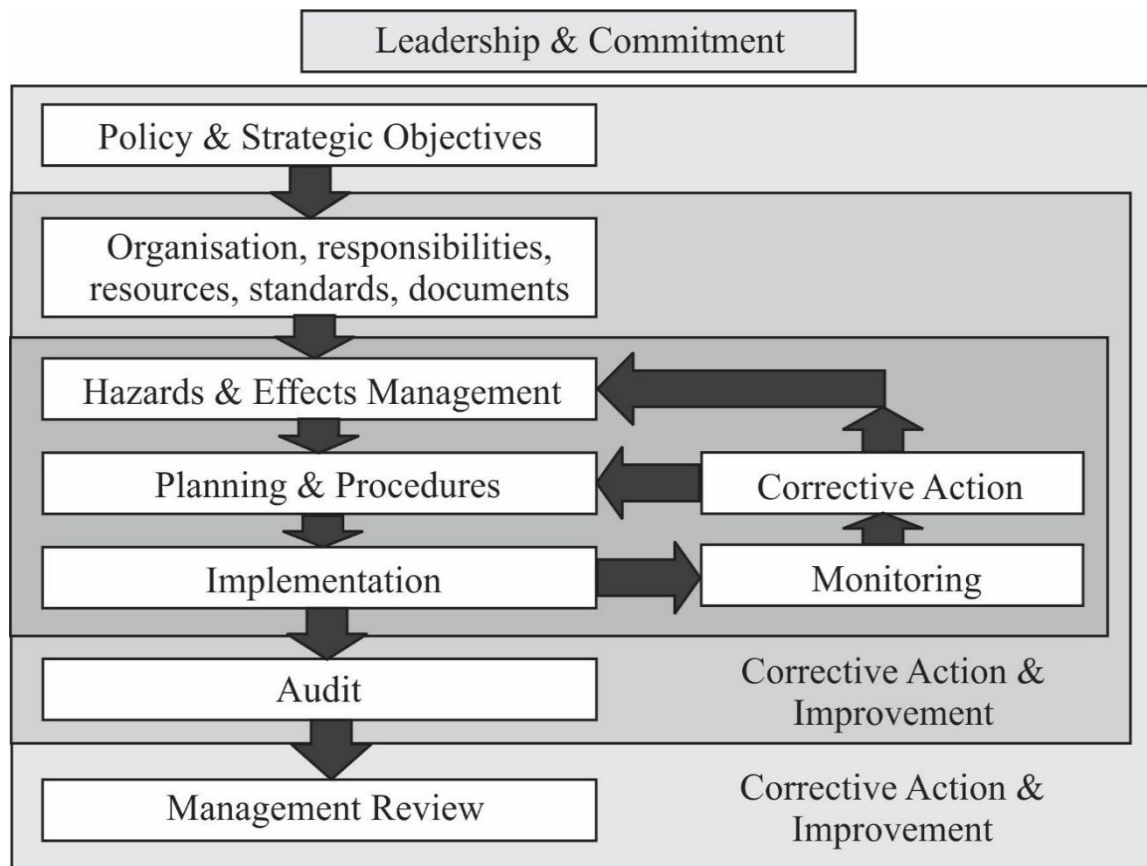 Leadership & Commitment
Policy & Strategic Objectives
Organisation, responsibilities,
resources, standards, documents
Hazards & Effects Management
Planning & Procedures
Corrective Action
Implementation
Monitoring
Audit
Corrective Action &
Improvement
Management Review
Corrective Action &
Improvement